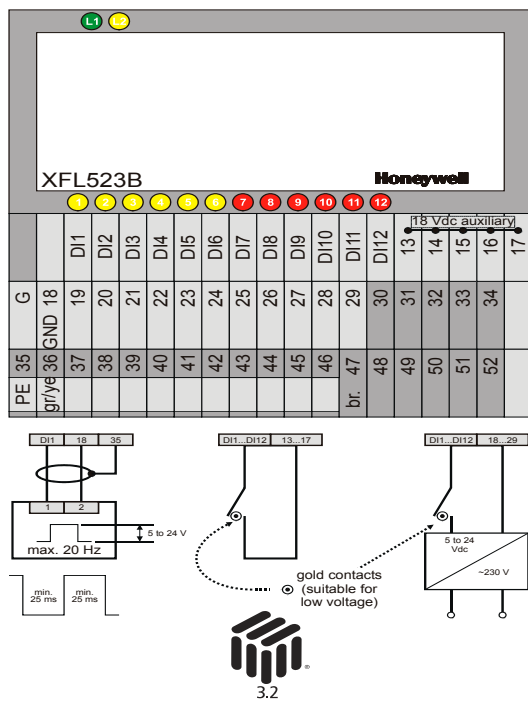 L1 L2
XFL523B Honeywell
1 2 3 4 5 6 7 8 9 10 11 12
18 Vdc auxiliary
DI1 DI2 DI3 DI4 DI5 DI6 DI7 DI8 DI9 DI10 DI11 DI12 13 14 15 16 17
G GND 18 19 20 21 22 23 24 25 26 27 28 29 30 31 32 33 34
35 36 37 38 39 40 41 42 43 44 45 46 47 48 49 50 51 52
PE gr/ye br.
DI1 18 35
DI1...DI12 13...17
DI1...DI12 18...29
1 2
5 to 24 V
max. 20 Hz
min. 25 ms
min. 25 ms
5 to 24
Vdc
~230 V
gold contacts
(suitable for
low voltage)
®
3.2